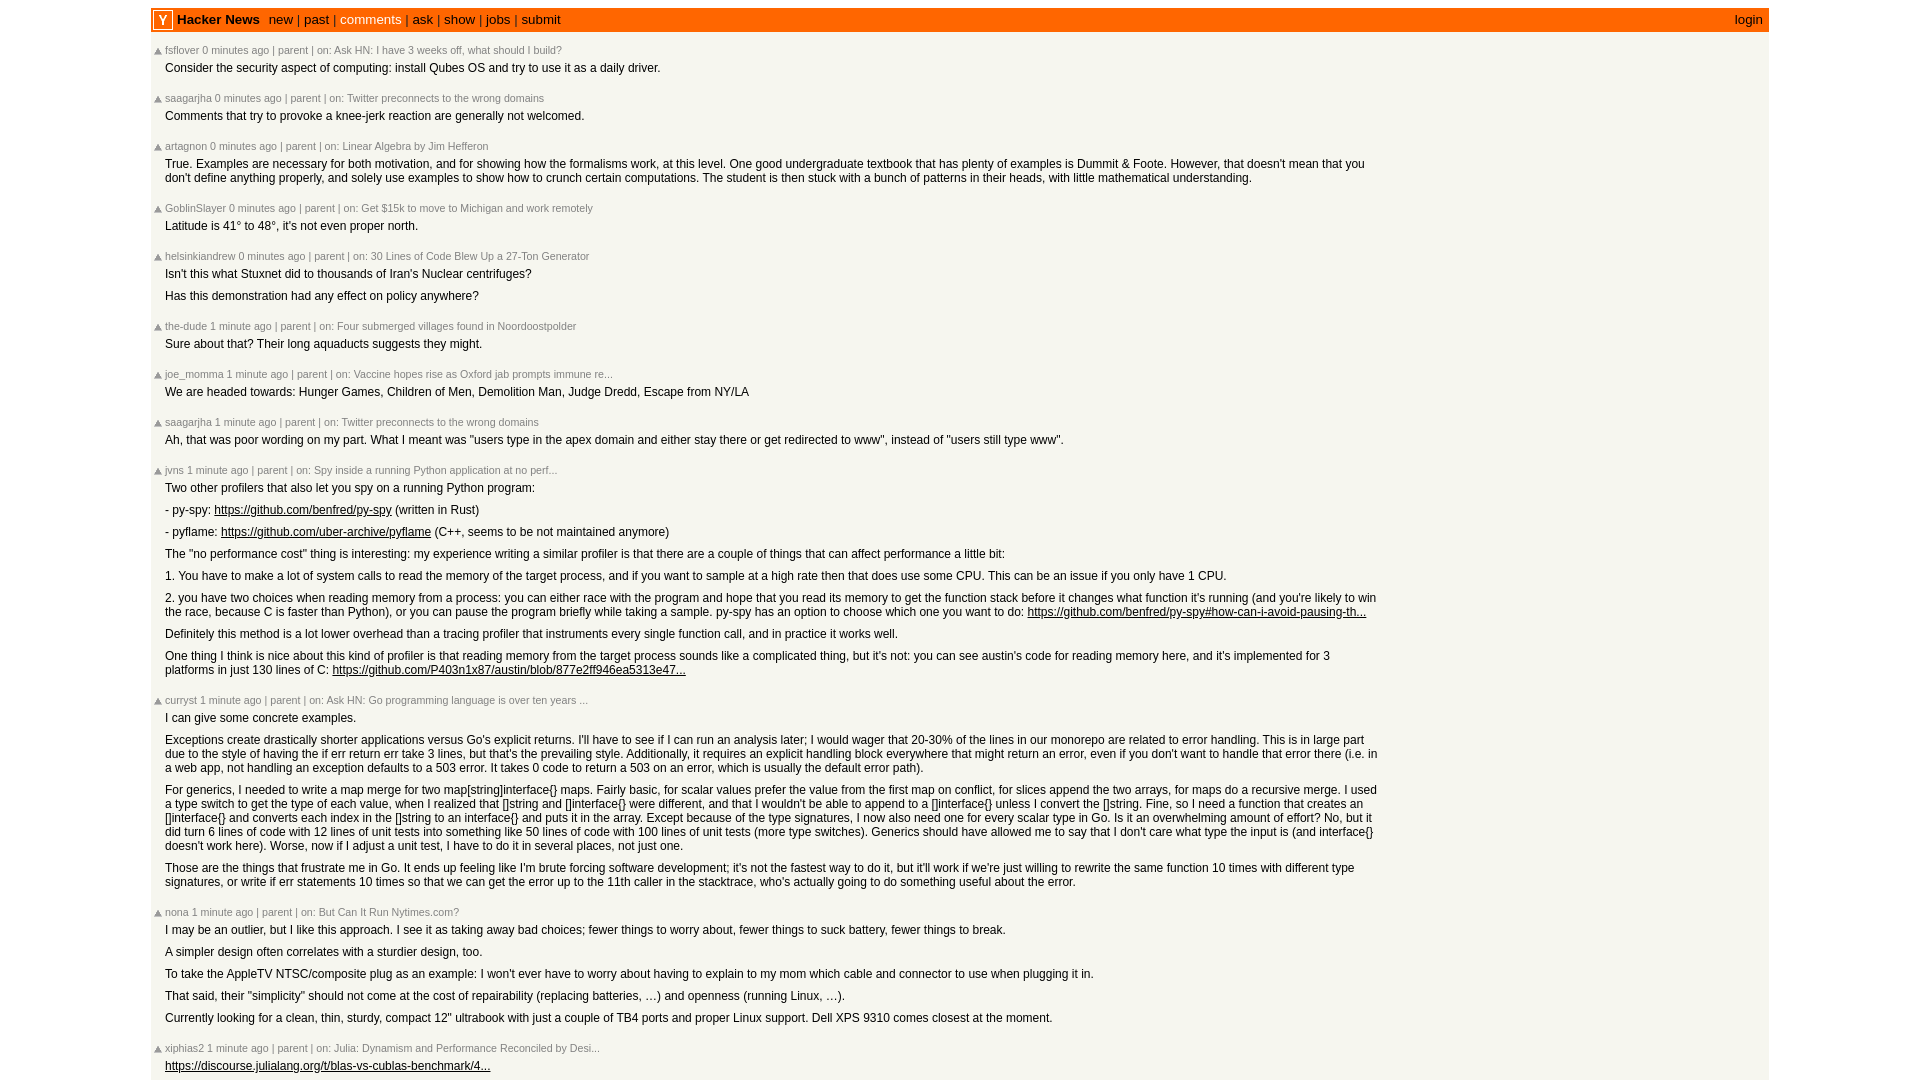 Y Hacker News new | past | comments | ask | show | jobs | submit login
fsflover 0 minutes ago | parent | on: Ask HN: I have 3 weeks off, what should I build?
Consider the security aspect of computing: install Qubes OS and try to use it as a daily driver.
saagarjha 0 minutes ago | parent | on: Twitter preconnects to the wrong domains
Comments that try to provoke a knee-jerk reaction are generally not welcomed.
artagnon 0 minutes ago | parent | on: Linear Algebra by Jim Hefferon
True. Examples are necessary for both motivation, and for showing how the formalisms work, at this level. One good undergraduate textbook that has plenty of examples is Dummit & Foote. However, that doesn't mean that you
don't define anything properly, and solely use examples to show how to crunch certain computations. The student is then stuck with a bunch of patterns in their heads, with little mathematical understanding.
GoblinSlayer 0 minutes ago | parent | on: Get $15k to move to Michigan and work remotely
Latitude is 41° to 48°, it's not even proper north.
helsinkiandrew 0 minutes ago | parent | on: 30 Lines of Code Blew Up a 27-Ton Generator
Isn't this what Stuxnet did to thousands of Iran's Nuclear centrifuges?
Has this demonstration had any effect on policy anywhere?
the-dude 1 minute ago | parent | on: Four submerged villages found in Noordoostpolder
Sure about that? Their long aquaducts suggests they might.
joe_momma 1 minute ago | parent | on: Vaccine hopes rise as Oxford jab prompts immune re...
We are headed towards: Hunger Games, Children of Men, Demolition Man, Judge Dredd, Escape from NY/LA
saagarjha 1 minute ago | parent | on: Twitter preconnects to the wrong domains
Ah, that was poor wording on my part. What I meant was "users type in the apex domain and either stay there or get redirected to www", instead of "users still type www".
jvns 1 minute ago | parent | on: Spy inside a running Python application at no perf...
Two other profilers that also let you spy on a running Python program:
- py-spy: https://github.com/benfred/py-spy (written in Rust)
- pyflame: https://github.com/uber-archive/pyflame (C++, seems to be not maintained anymore)
The "no performance cost" thing is interesting: my experience writing a similar profiler is that there are a couple of things that can affect performance a little bit:
1. You have to make a lot of system calls to read the memory of the target process, and if you want to sample at a high rate then that does use some CPU. This can be an issue if you only have 1 CPU.
2. you have two choices when reading memory from a process: you can either race with the program and hope that you read its memory to get the function stack before it changes what function it's running (and you're likely to win
the race, because C is faster than Python), or you can pause the program briefly while taking a sample. py-spy has an option to choose which one you want to do: https://github.com/benfred/py-spy#how-can-i-avoid-pausing-th...
Definitely this method is a lot lower overhead than a tracing profiler that instruments every single function call, and in practice it works well.
One thing I think is nice about this kind of profiler is that reading memory from the target process sounds like a complicated thing, but it's not: you can see austin's code for reading memory here, and it's implemented for 3
platforms in just 130 lines of C: https://github.com/P403n1x87/austin/blob/877e2ff946ea5313e47...
curryst 1 minute ago | parent | on: Ask HN: Go programming language is over ten years ...
I can give some concrete examples.
Exceptions create drastically shorter applications versus Go's explicit returns. I'll have to see if I can run an analysis later; I would wager that 20-30% of the lines in our monorepo are related to error handling. This is in large part
due to the style of having the if err return err take 3 lines, but that's the prevailing style. Additionally, it requires an explicit handling block everywhere that might return an error, even if you don't want to handle that error there (i.e. in
a web app, not handling an exception defaults to a 503 error. It takes 0 code to return a 503 on an error, which is usually the default error path).
For generics, I needed to write a map merge for two map[string]interface{} maps. Fairly basic, for scalar values prefer the value from the first map on conflict, for slices append the two arrays, for maps do a recursive merge. I used
a type switch to get the type of each value, when I realized that []string and []interface{} were different, and that I wouldn't be able to append to a []interface{} unless I convert the []string. Fine, so I need a function that creates an
[]interface{} and converts each index in the []string to an interface{} and puts it in the array. Except because of the type signatures, I now also need one for every scalar type in Go. Is it an overwhelming amount of effort? No, but it
did turn 6 lines of code with 12 lines of unit tests into something like 50 lines of code with 100 lines of unit tests (more type switches). Generics should have allowed me to say that I don't care what type the input is (and interface{}
doesn't work here). Worse, now if I adjust a unit test, I have to do it in several places, not just one.
Those are the things that frustrate me in Go. It ends up feeling like I'm brute forcing software development; it's not the fastest way to do it, but it'll work if we're just willing to rewrite the same function 10 times with different type
signatures, or write if err statements 10 times so that we can get the error up to the 11th caller in the stacktrace, who's actually going to do something useful about the error.
nona 1 minute ago | parent | on: But Can It Run Nytimes.com?
I may be an outlier, but I like this approach. I see it as taking away bad choices; fewer things to worry about, fewer things to suck battery, fewer things to break.
A simpler design often correlates with a sturdier design, too.
To take the AppleTV NTSC/composite plug as an example: I won't ever have to worry about having to explain to my mom which cable and connector to use when plugging it in.
That said, their "simplicity" should not come at the cost of repairability (replacing batteries, …) and openness (running Linux, …).
Currently looking for a clean, thin, sturdy, compact 12" ultrabook with just a couple of TB4 ports and proper Linux support. Dell XPS 9310 comes closest at the moment.
xiphias2 1 minute ago | parent | on: Julia: Dynamism and Performance Reconciled by Desi...
https://discourse.julialang.org/t/blas-vs-cublas-benchmark/4...